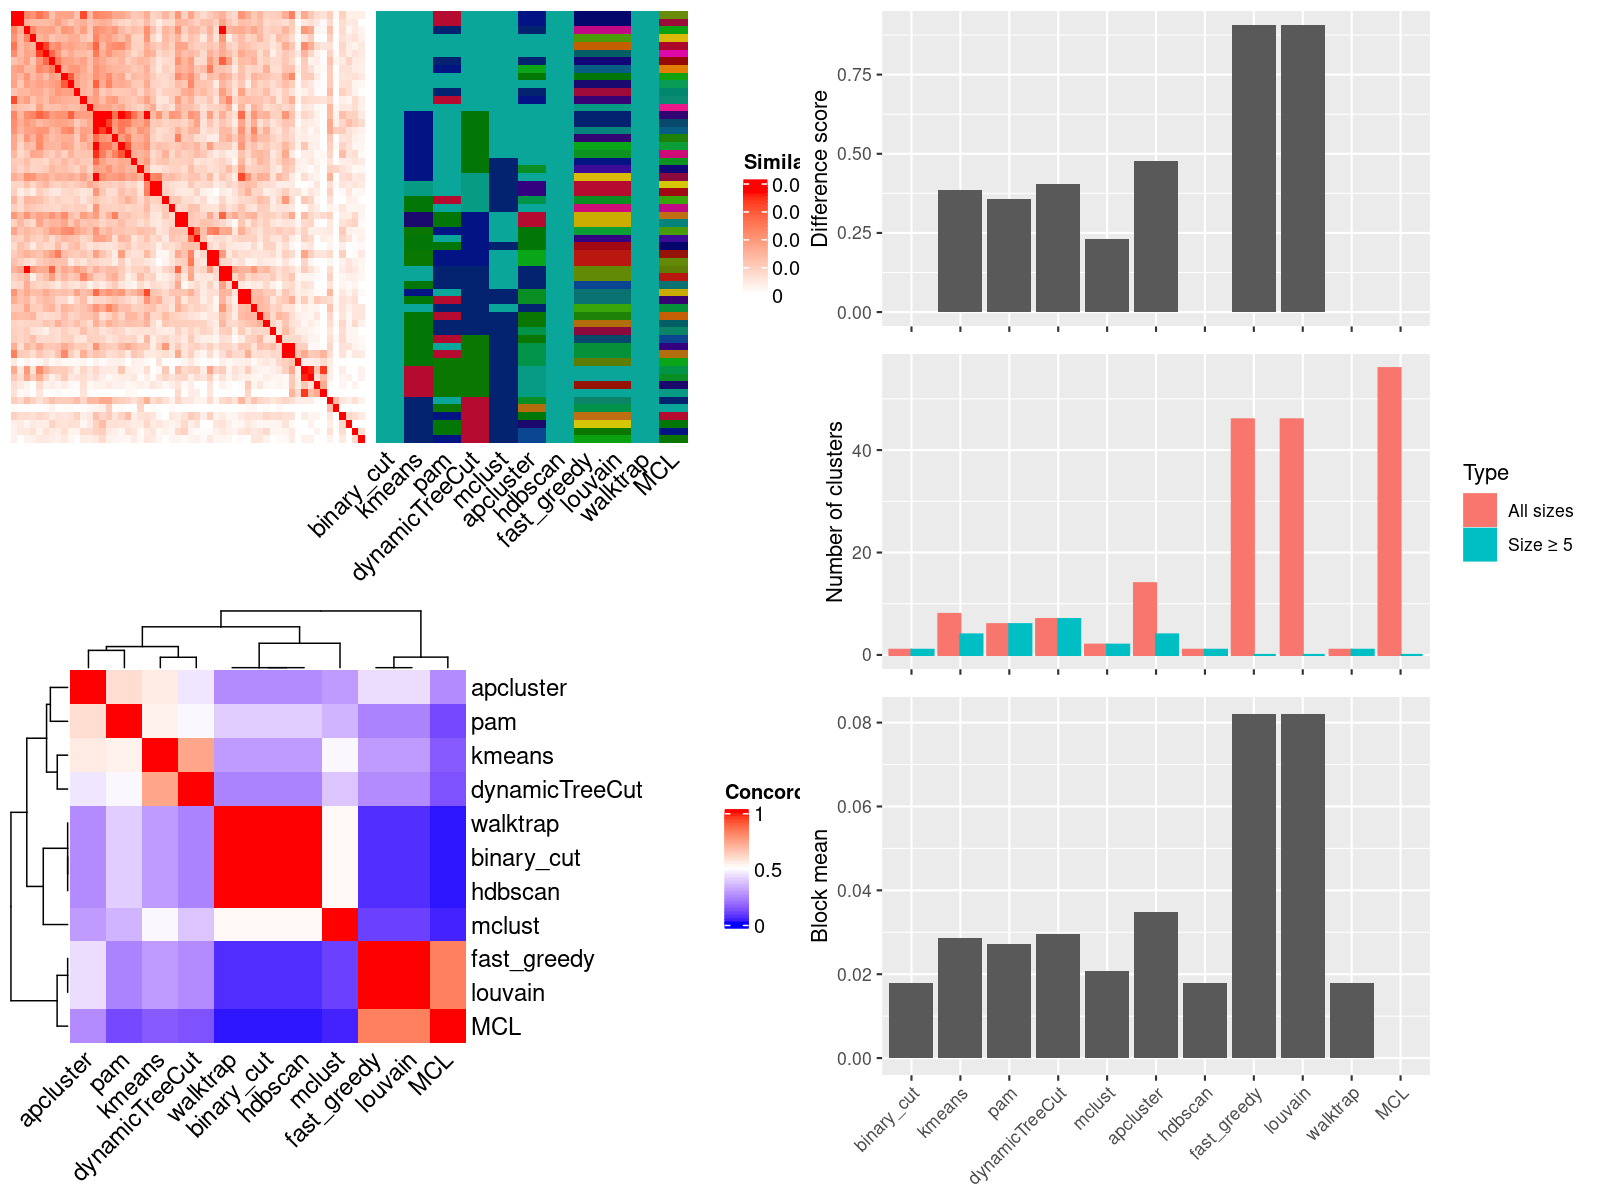 Simila
0.0
0.0
0.0
0.0
0
binary_cut
kmeans
pam
dynamicTreeCut
mclust
apcluster
hdbscan
fast_greedy
louvain
walktrap
MCL
apcluster
pam
kmeans
dynamicTreeCut
walktrap
binary_cut
hdbscan
mclust
fast_greedy
louvain
MCL
Concord
1
0.5
0
apcluster
pam
kmeans
dynamicTreeCut
walktrap
binary_cut
hdbscan
mclust
fast_greedy
louvain
MCL
Difference score
0.75
0.50
0.25
0.00
Number of clusters
40
20
0
Type
All sizes
Size ≥ 5
Block mean
0.08
0.06
0.04
0.02
0.00
binary_cut
kmeans
pam
dynamicTreeCut
mclust
apcluster
hdbscan
fast_greedy
louvain
walktrap
MCL